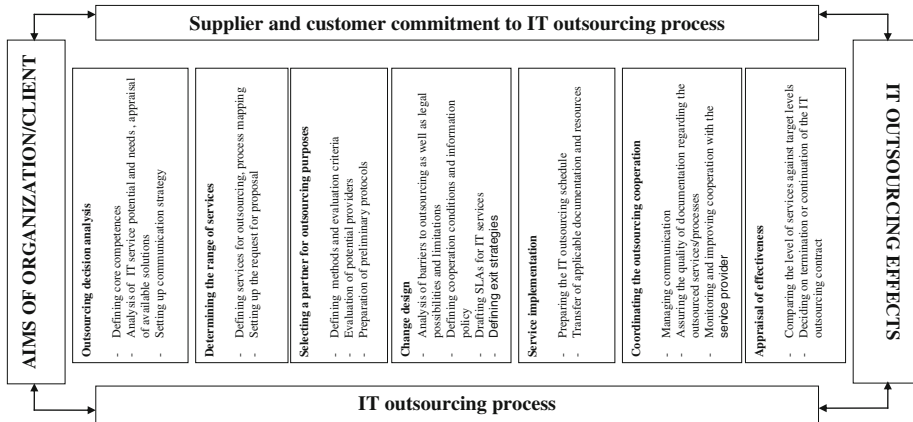 Supplier and customer commitment to IT outsourcing process
AIMS OF ORGANIZATION/CLIENT
Outsourcing decision analysis
- Defining core competences
- Analysis of IT service potential and needs , appraisal
of available solutions
- Setting up communication strategy
Determining the range of services
- Defining services for outsourcing, process mapping
- Setting up the request for proposal
Selecting a partner for outsourcing purposes
- Defining methods and evaluation criteria
- Evaluation of potential providers
- Preparation of preliminary protocols
Change design
- Analysis of barriers to outsourcing as well as legal
possibilities and limitations
- Defining cooperation conditions and information
policy
- Drafting SLAs for IT services
- Defining exit strategies
Service implementation
- Preparing the IT outsourcing schedule
- Transfer of applicable documentation and resources
Coordinating the outsourcing cooperation
- Managing communication
- Assuring the quality of documentation regarding the
outsourced services/processes
- Monitoring and improving cooperation with the
service provider
Appraisal of effectiveness
- Comparing the level of services against target levels
- Deciding on termination or continuation of the IT
outsourcing contract
IT OUTSOURCING EFFECTS
IT outsourcing process